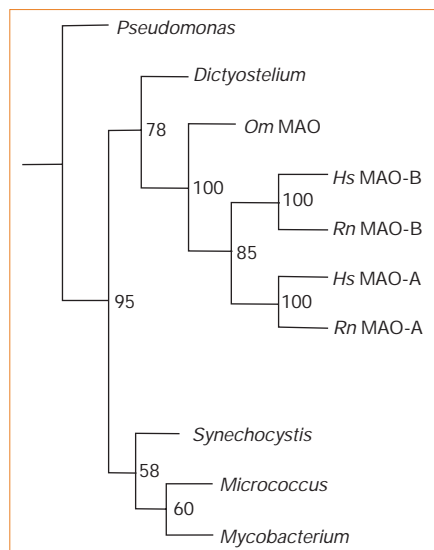 Pseudomonas
Dictyostelium
78
Om MAO
100
Hs MAO-B
100
Rn MAO-B
85
Hs MAO-A
95
100
Rn MAO-A
Synechocystis
58
Micrococcus
60
Mycobacterium